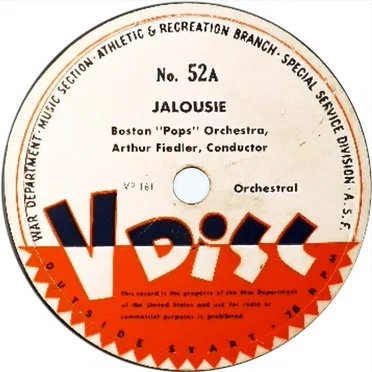 WAR DEPARTMENT · MUSIC SECTION · ATHLETIC & RECREATION BRANCH · SPECIAL SERVICE DIVISION · A.S.F.
No. 52A
JALOUSIE
Boston "Pops" Orchestra,
Arthur Fiedler, Conductor
VP 161 Orchestral
V DISC
This record is the property of the War Department
of the United States and use for radio or
commercial purposes is prohibited.
OUTSIDE START · 78 RPM